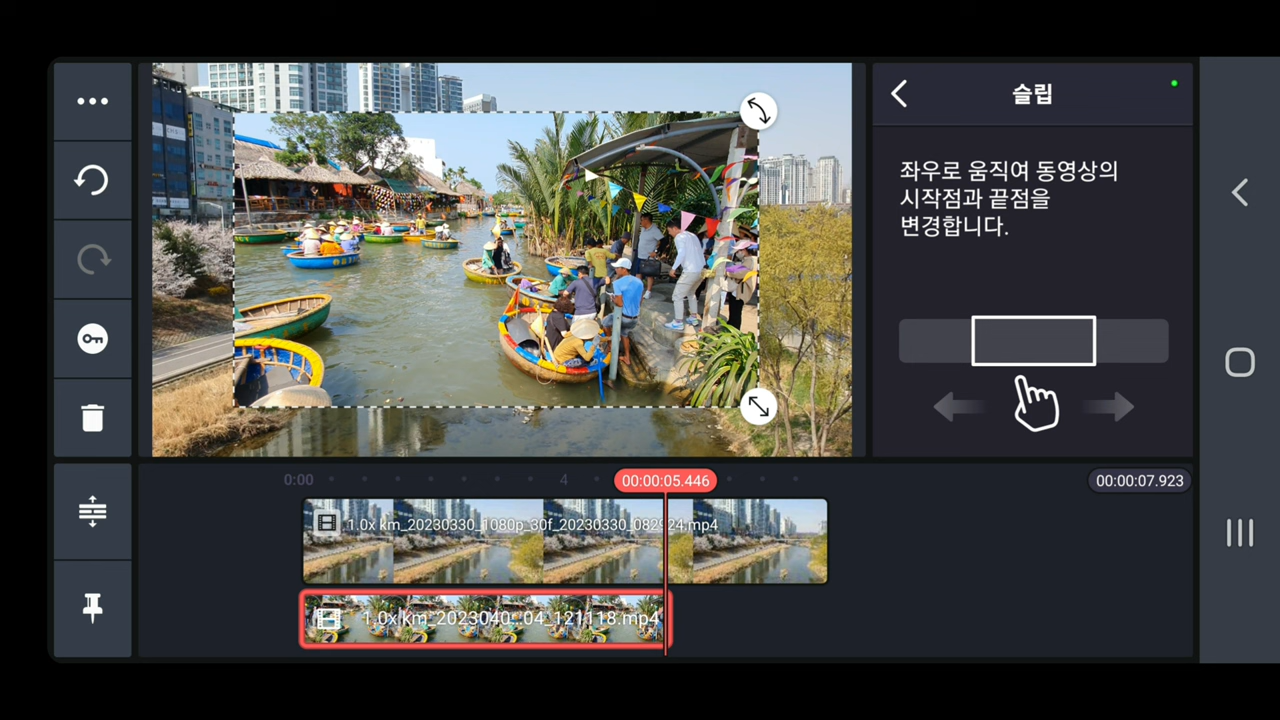 슬립
좌우로 움직여 동영상의
시작점과 끝점을
변경합니다.
0:00
4
00:00:05.446
00:00:07.923
1.0x km_20230330_1080p_30f_20230330_082924.mp4
1.0x km_2023040...04_121118.mp4